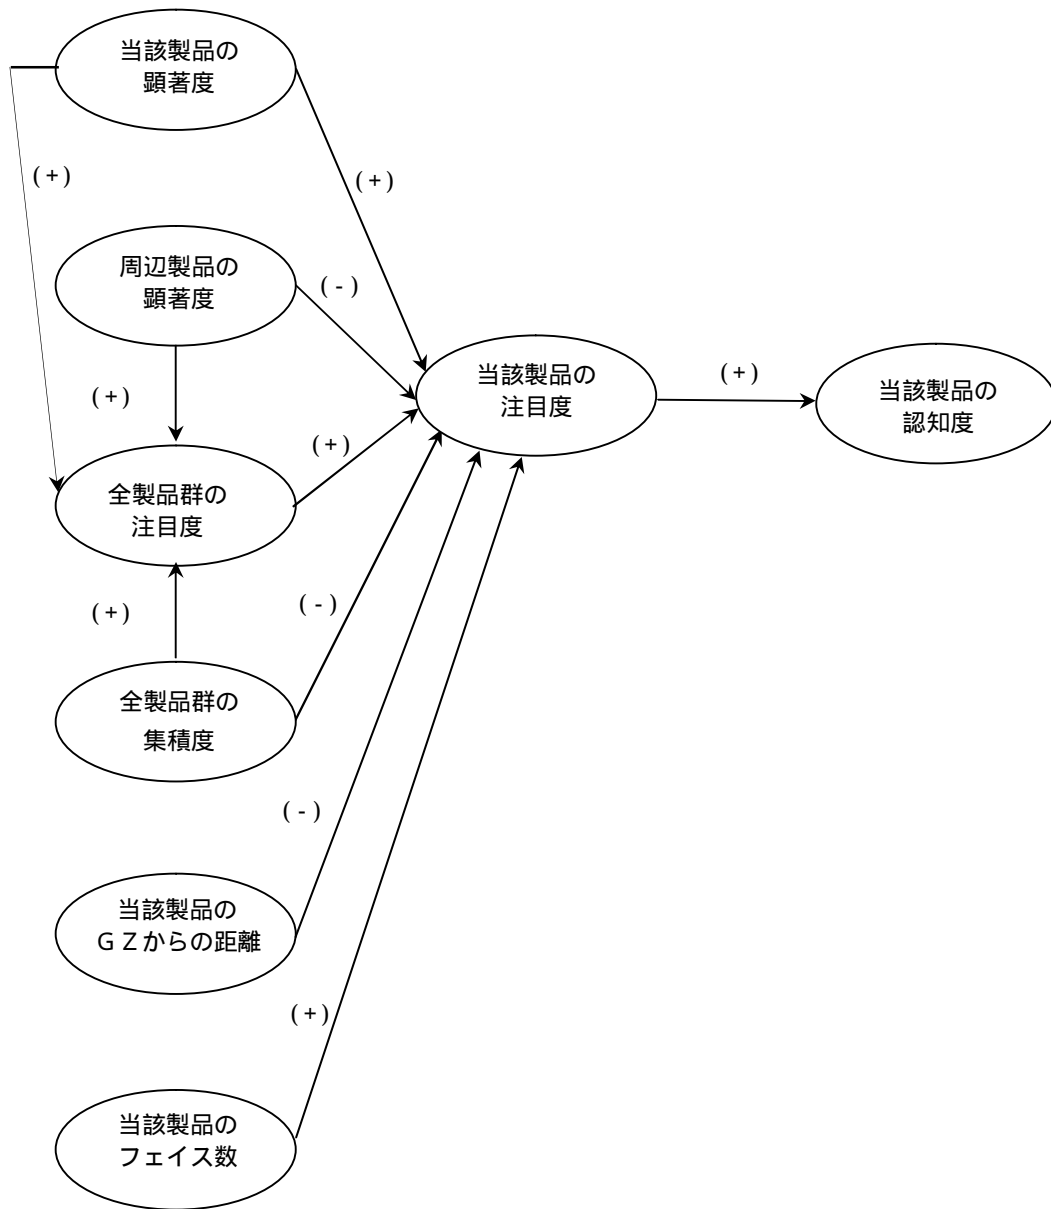 当該製品の
顕著度
(+)
(+)
周辺製品の
顕著度
(-)
(+)
当該製品の
注目度
(+)
当該製品の
認知度
(+)
全製品群の
注目度
(+)
(-)
全製品群の
集積度
(-)
当該製品の
ＧＺからの距離
(+)
当該製品の
フェイス数